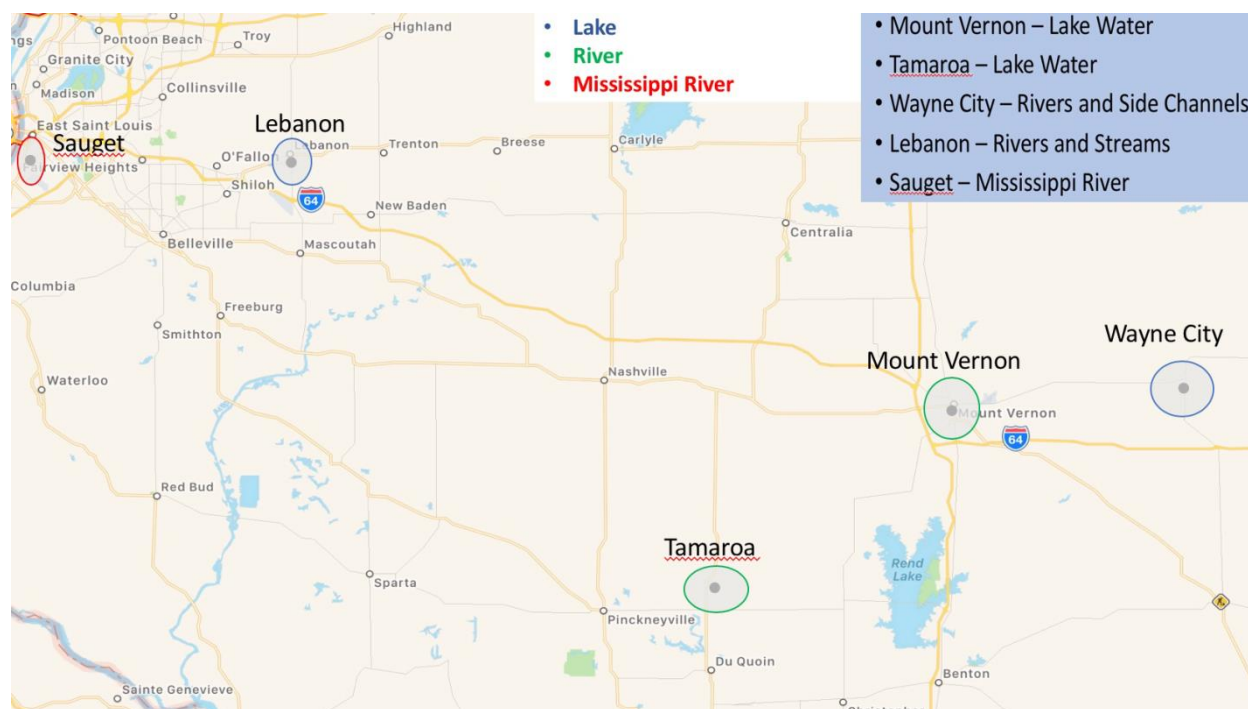 • Lake
• River
• Mississippi River
• Mount Vernon – Lake Water
• Tamaroa – Lake Water
• Wayne City – Rivers and Side Channels
• Lebanon – Rivers and Streams
• Sauget – Mississippi River
Pontoon Beach
Troy
Highland
ngs
Granite City
Madison
Collinsville
East Saint Louis
Sauget
Fairview Heights
Lebanon
O'Fallon
Lebanon
Trenton
Breese
Carlyle
Shiloh
64
New Baden
Belleville
Mascoutah
Centralia
Columbia
Freeburg
Smithton
Waterloo
Nashville
Mount Vernon
Mount Vernon
Wayne City
64
Red Bud
Tamaroa
Sparta
Pinckneyville
Rend
Lake
Du Quoin
Benton
Sainte Genevieve